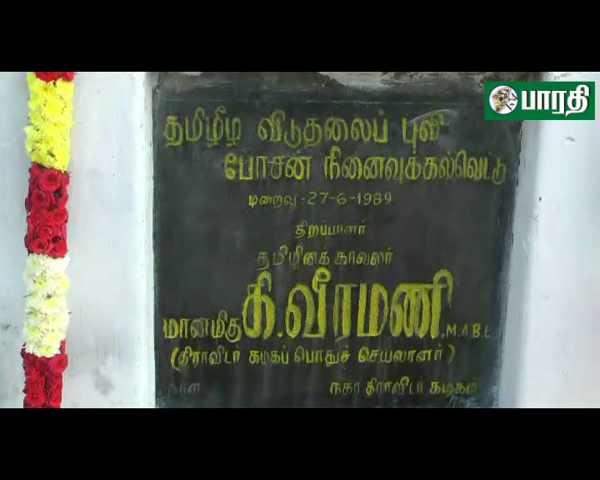 பாரதி
தமிழீழ விடுதலைப் புலி
போசன் நினைவுக்கல்வெட்டு
மறைவு :-27-6-1989
திறப்பாளர்
தமிழினக் காவலர்
மானமிகு கி.வீரமணி M.A.B.L
(திராவிடர் கழகப் பொதுச் செயலாளர்)
நகர திராவிடர் கழகம்